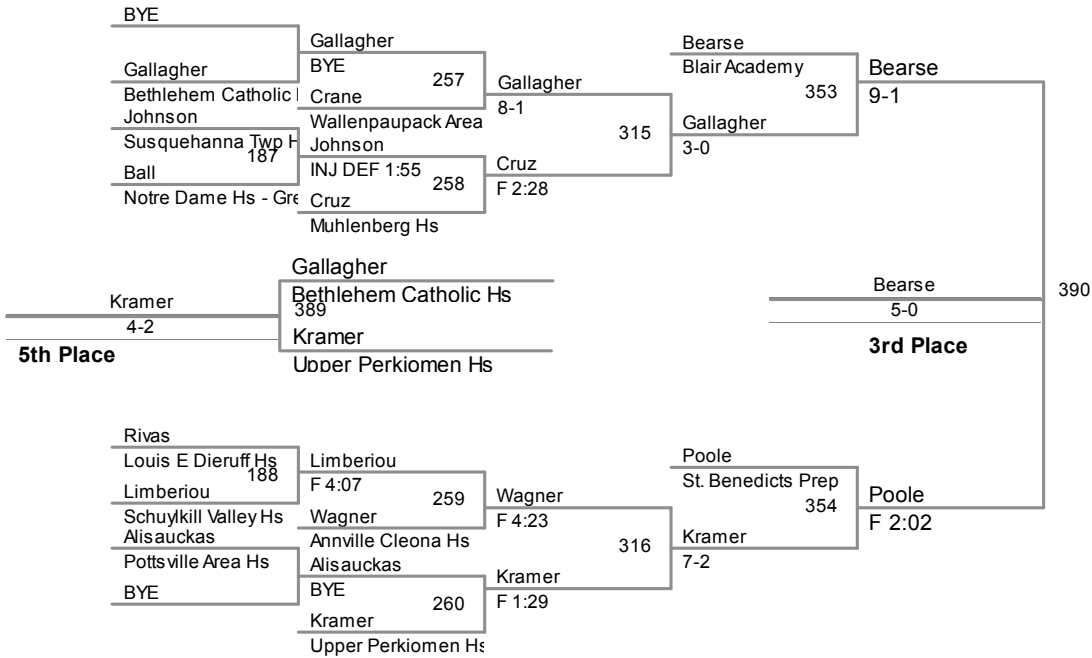 BYE
Gallagher
Bethlehem Catholic
Johnson
Susquehanna Twp H
187
Ball
Notre Dame Hs - Gre
Gallagher
BYE
257
Crane
Wallenpaupack Area
Johnson
INJ DEF 1:55
258
Cruz
Muhlenberg Hs
Gallagher
8-1
315
Cruz
F 2:28
Bearse
Blair Academy
353
Gallagher
3-0
Bearse
9-1
Gallagher
Bethlehem Catholic Hs
389
Kramer
Upper Perkiomen Hs
Kramer
4-2
5th Place
Bearse
5-0
3rd Place
390
Rivas
Louis E Dieruff Hs
188
Limberiou
Schuylkill Valley Hs
Alisauckas
Pottsville Area Hs
BYE
Limberiou
F 4:07
259
Wagner
Annville Cleona Hs
Alisauckas
BYE
260
Kramer
Upper Perkiomen Hs
Wagner
F 4:23
316
Kramer
F 1:29
Poole
St. Benedicts Prep
354
Kramer
7-2
Poole
F 2:02